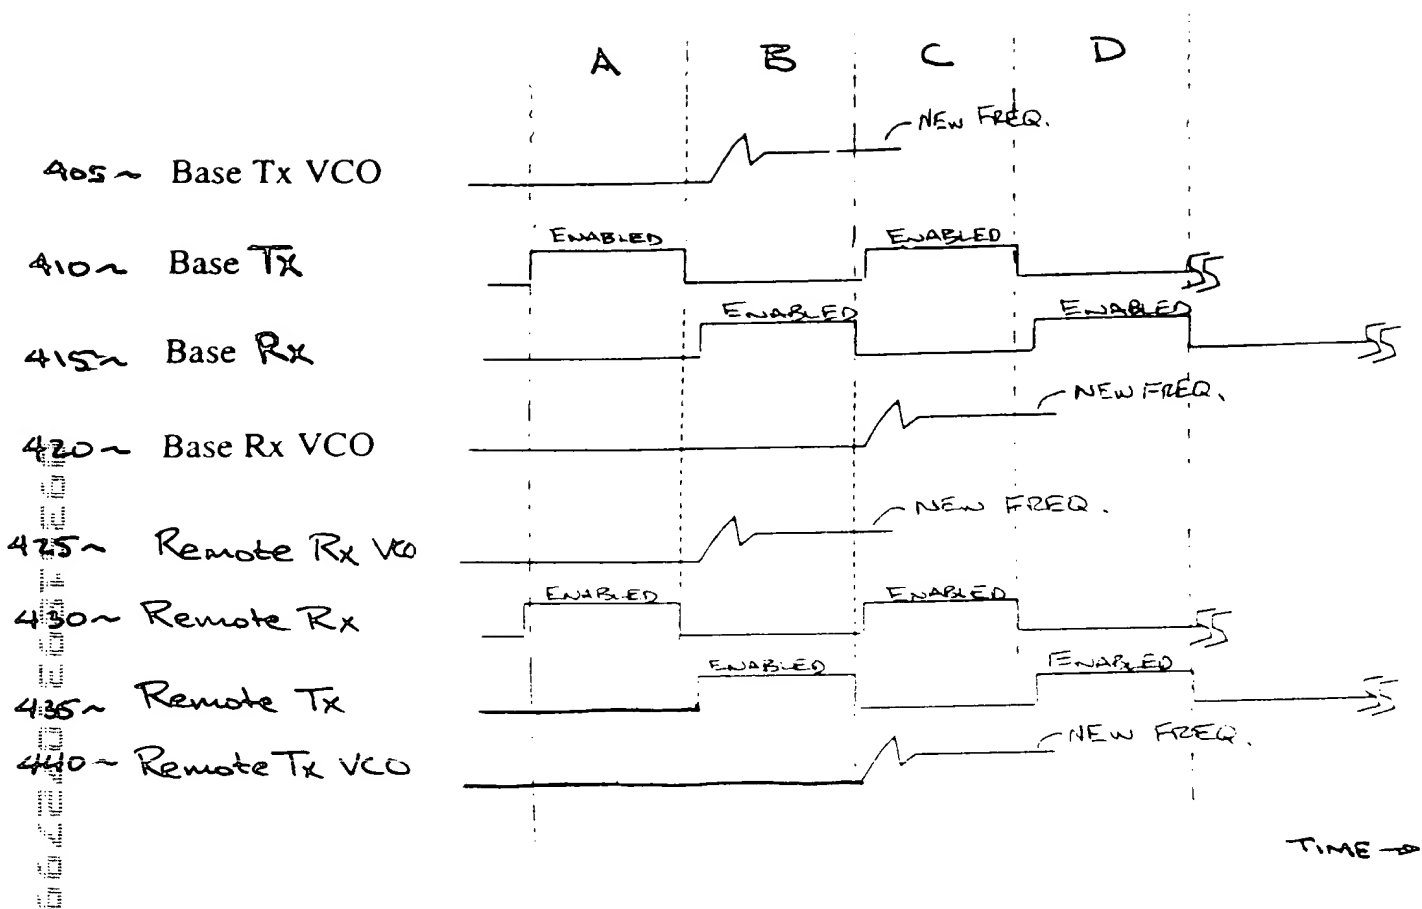 A B C D
NEW FREQ.
405~ Base Tx VCO
ENABLED ENABLED
410~ Base Tx
ENABLED ENABLED
415~ Base Rx
NEW FREQ.
420~ Base Rx VCO
NEW FREQ.
425~ Remote Rx VCO
ENABLED ENABLED
430~ Remote Rx
ENABLED ENABLED
435~ Remote Tx
NEW FREQ.
440~ Remote Tx VCO
TIME